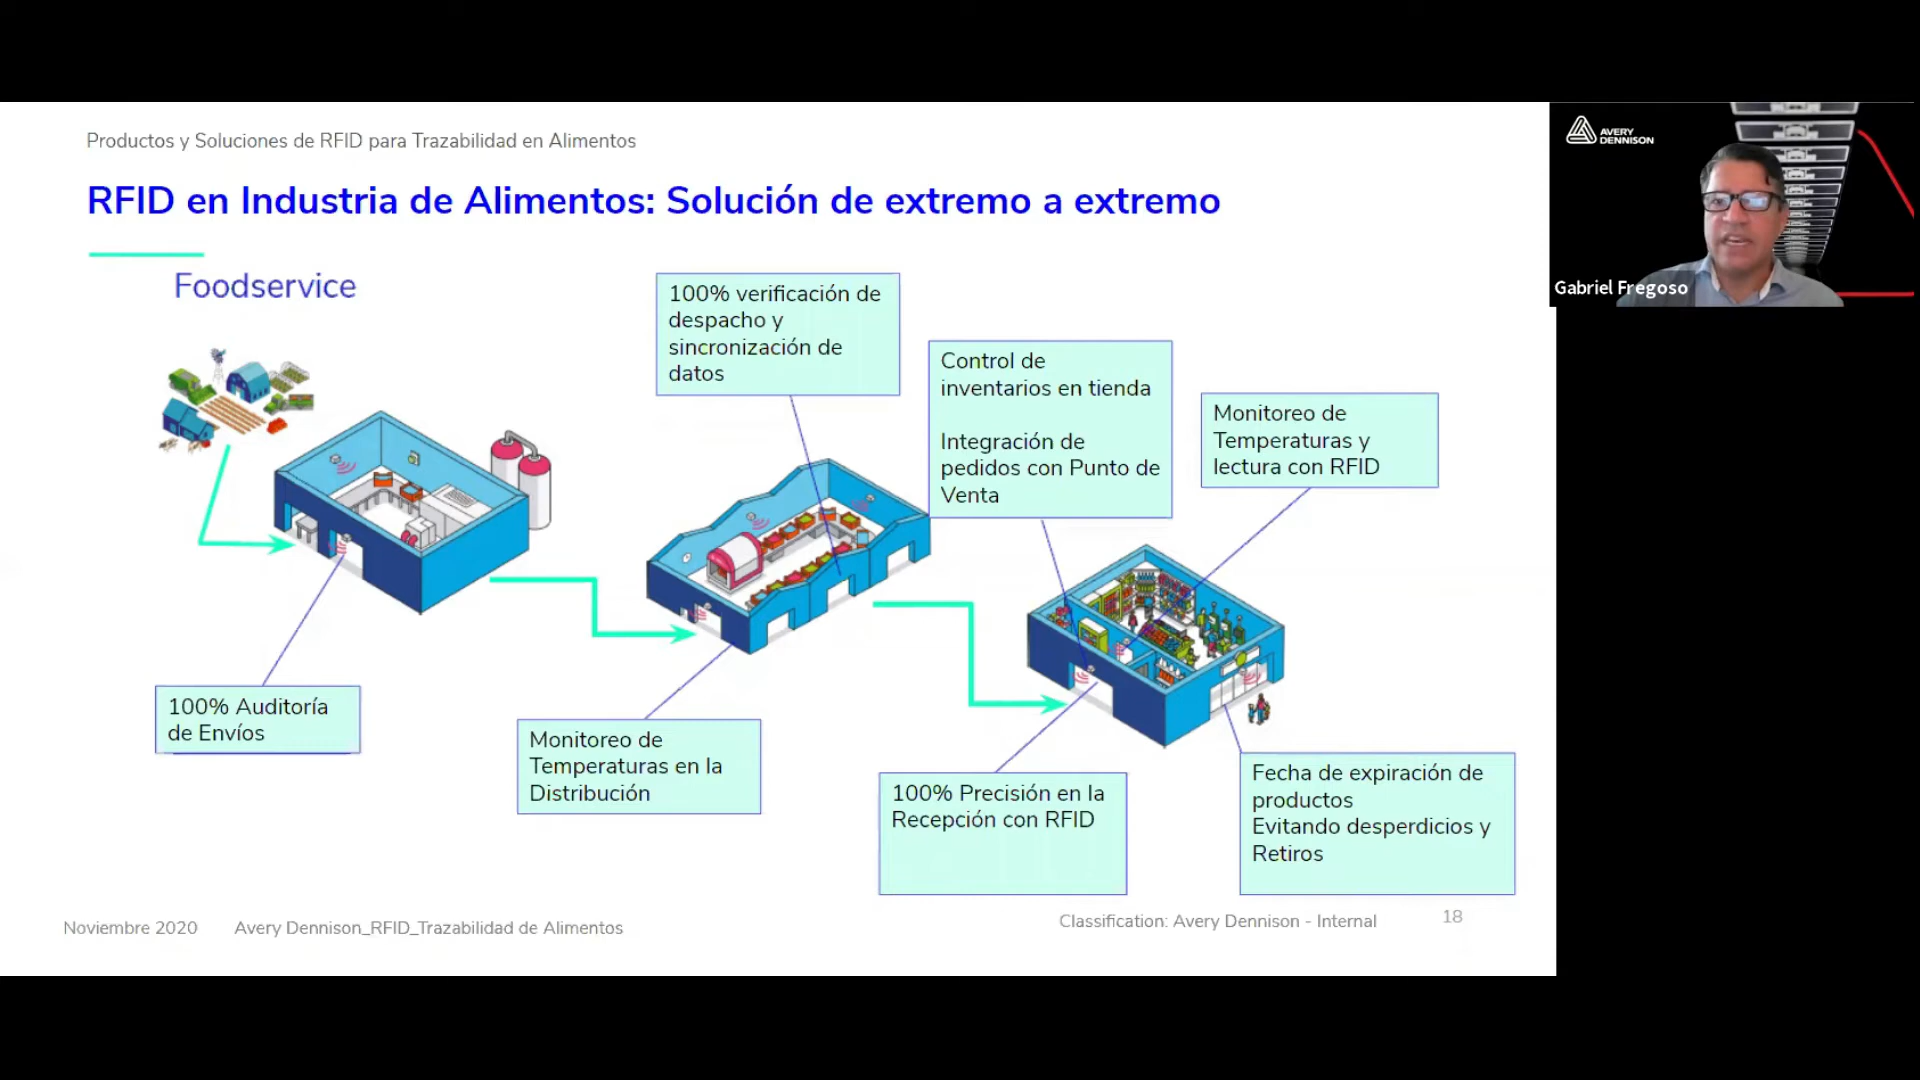 Productos y Soluciones de RFID para Trazabilidad en Alimentos
RFID en Industria de Alimentos: Solución de extremo a extremo
Foodservice
100% verificación de
despacho y
sincronización de
datos
Control de
inventarios en tienda
Integración de
pedidos con Punto de
Venta
Monitoreo de
Temperaturas y
lectura con RFID
100% Auditoría
de Envíos
Monitoreo de
Temperaturas en la
Distribución
100% Precisión en la
Recepción con RFID
Fecha de expiración de
productos
Evitando desperdicios y
Retiros
Noviembre 2020
Avery Dennison_RFID_Trazabilidad de Alimentos
Classification: Avery Dennison - Internal
18
AVERY
DENNISON
Gabriel Fregoso